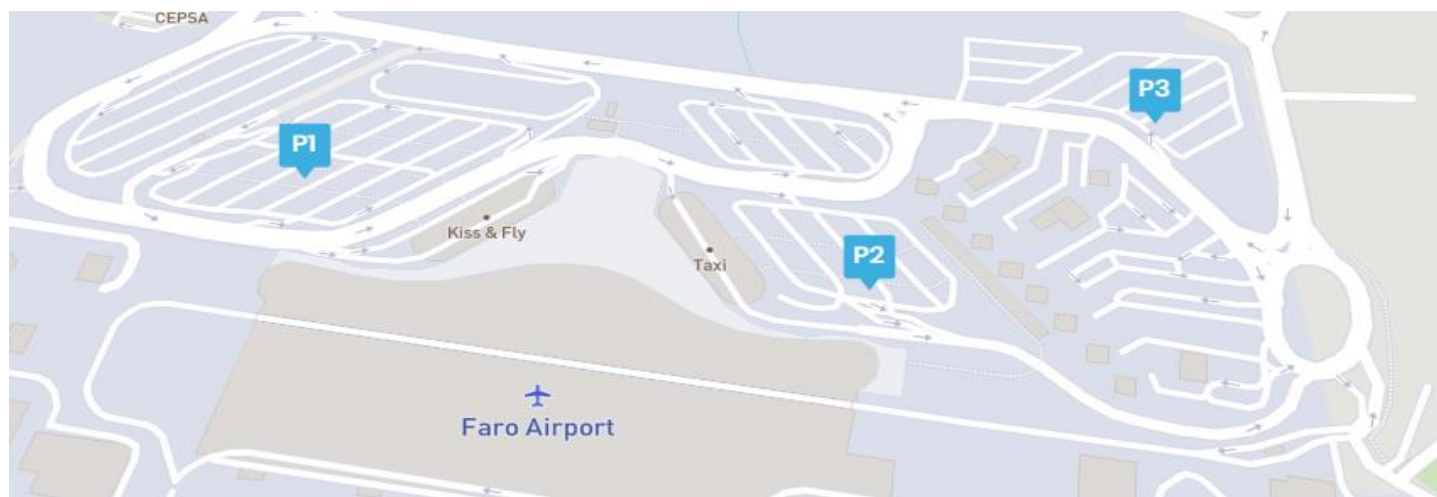 CEPSA
P3
P1
Kiss & Fly
Taxi
P2
Faro Airport